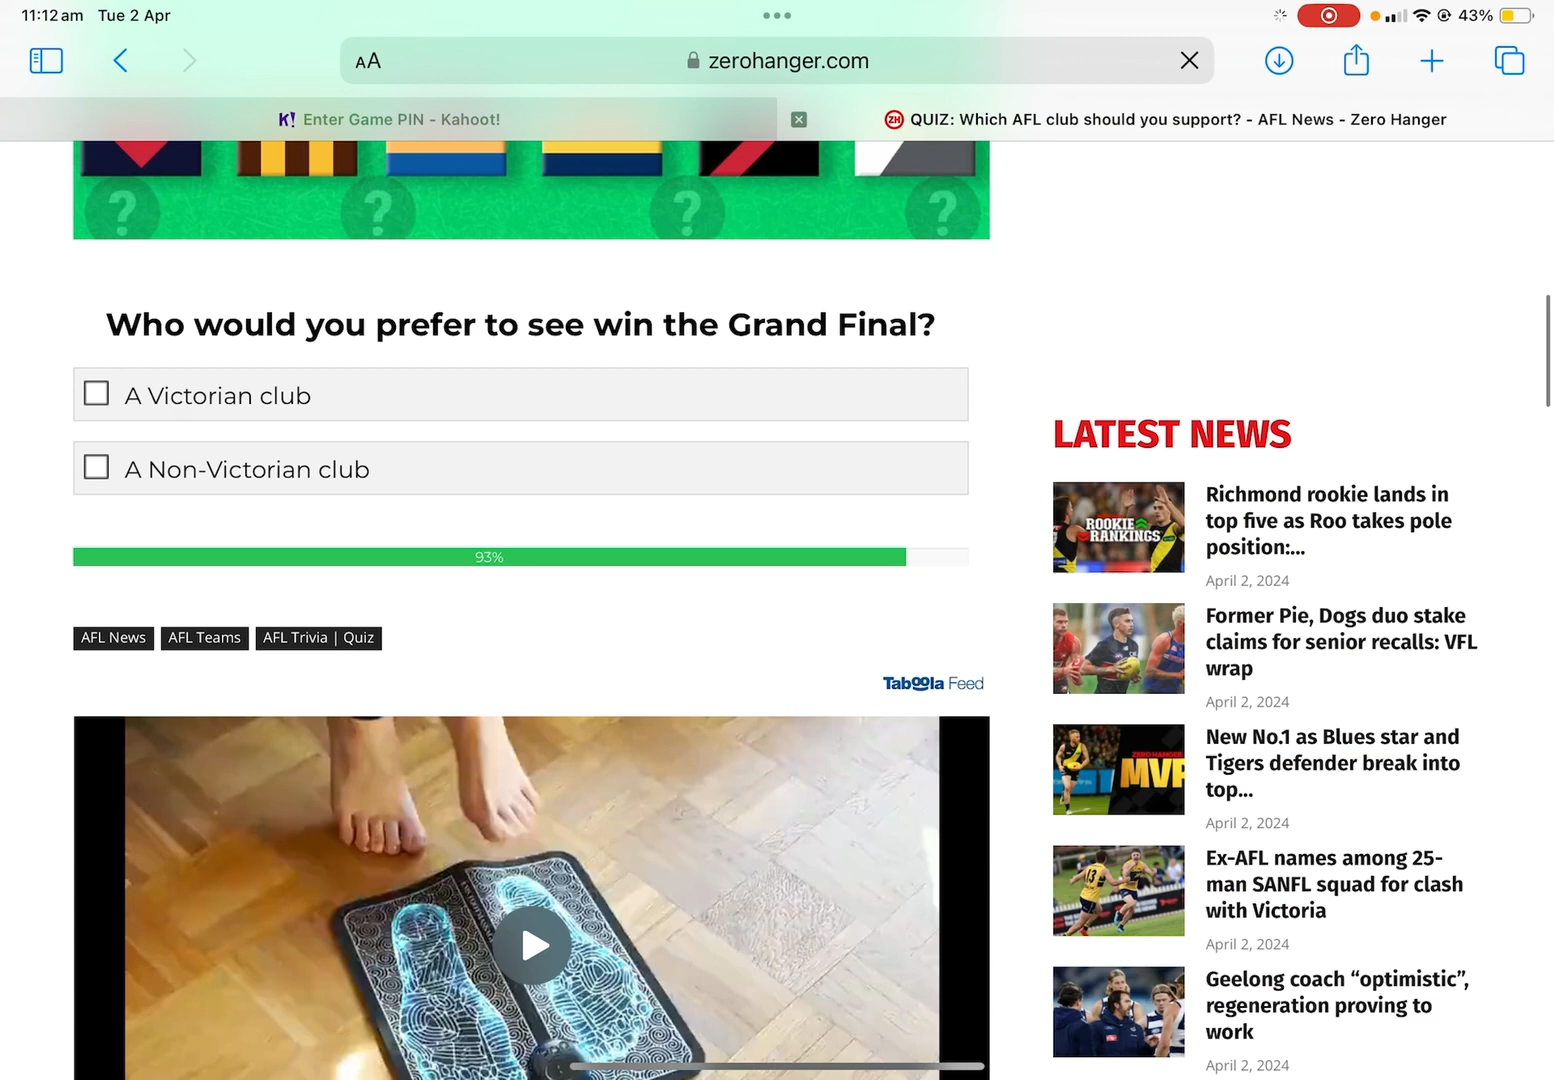 11:12 am Tue 2 Apr
43%
AA
zerohanger.com
K! Enter Game PIN - Kahoot!
ZH QUIZ: Which AFL club should you support? - AFL News - Zero Hanger
? ? ? ?
Who would you prefer to see win the Grand Final?
A Victorian club
A Non-Victorian club
93%
AFL News AFL Teams AFL Trivia | Quiz
Taboola Feed
LATEST NEWS
ROOKIE
RANKINGS
Richmond rookie lands in
top five as Roo takes pole
position:...
April 2, 2024
Former Pie, Dogs duo stake
claims for senior recalls: VFL
wrap
April 2, 2024
ZERO HANGER
MVP
New No.1 as Blues star and
Tigers defender break into
top...
April 2, 2024
13
Ex-AFL names among 25-
man SANFL squad for clash
with Victoria
April 2, 2024
Geelong coach “optimistic”,
regeneration proving to
work
April 2, 2024